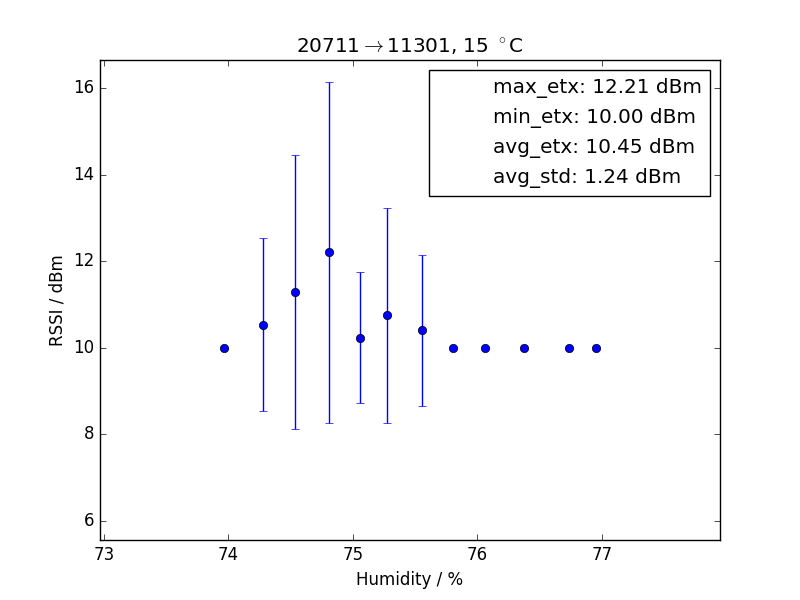 20711→11301, 15 °C
max_etx: 12.21 dBm
min_etx: 10.00 dBm
avg_etx: 10.45 dBm
avg_std: 1.24 dBm
RSSI / dBm
16
14
12
10
8
6
73 74 75 76 77
Humidity / %